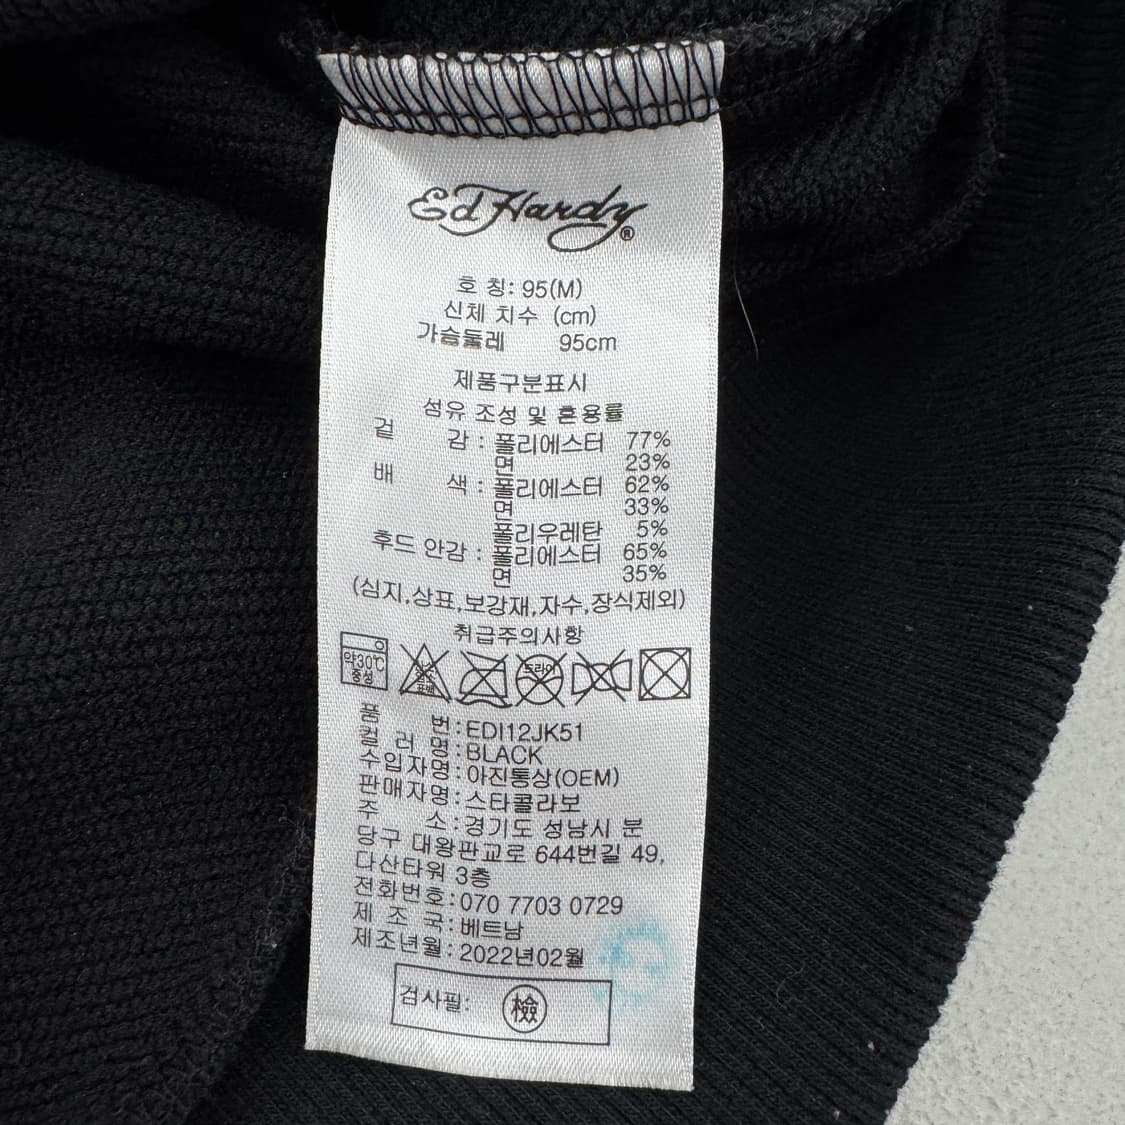 Ed Hardy®
호 칭: 95(M)
신체 치수 (cm)
가슴둘레 95cm
제품구분표시
섬유 조성 및 혼용률
겉 감 : 폴리에스터 77%
면 23%
배 색 : 폴리에스터 62%
면 33%
폴리우레탄 5%
후드 안감 : 폴리에스터 65%
면 35%
(심지,상표,보강재,자수,장식제외)
취급주의사항
약30℃
중성
염소
표백
드라이
품 번:EDI12JK51
컬 러 명:BLACK
수입자명:아진통상(OEM)
판매자명:스타콜라보
주 소:경기도 성남시 분
당구 대왕판교로 644번길 49,
다산타워 3층
전화번호:070 7703 0729
제 조 국:베트남
제조년월:2022년02월
검사필: 檢